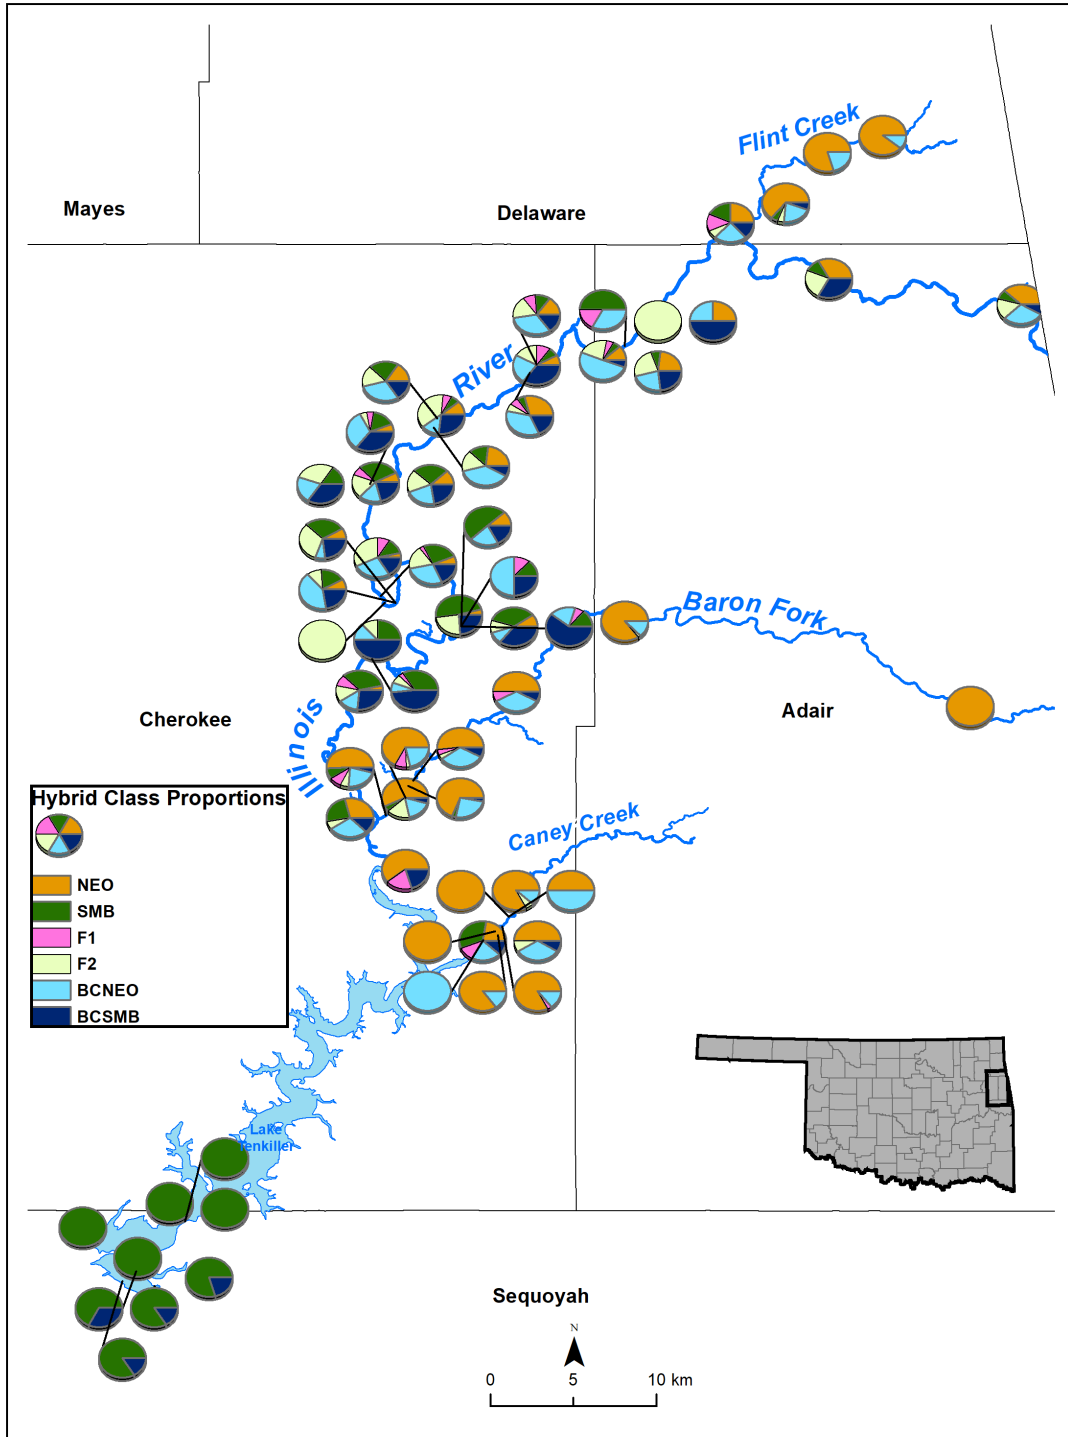 Flint Creek
Mayes
Delaware
River
Baron Fork
Cherokee
Adair
Illinois
Hybrid Class Proportions
NEO
SMB
F1
F2
BCNEO
BCSMB
Caney Creek
Lake
Tenkiller
Sequoyah
N
0 5 10 km